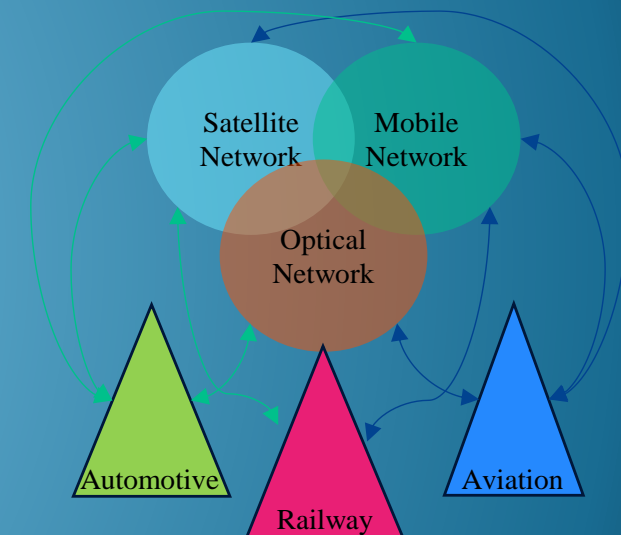 Satellite
Network
Mobile
Network
Optical
Network
Automotive
Railway
Aviation